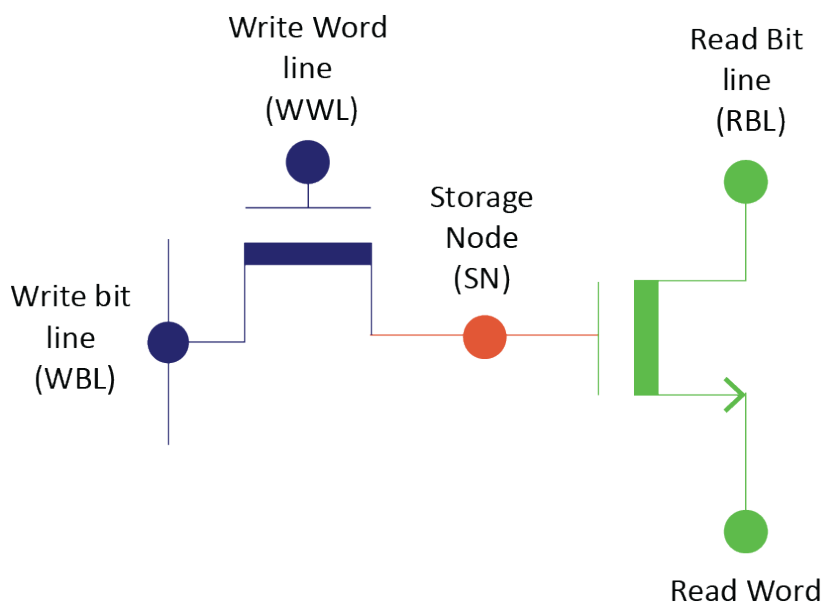 Write Word
line
(WWL)
Read Bit
line
(RBL)
Storage
Node
(SN)
Write bit
line
(WBL)
Read Word